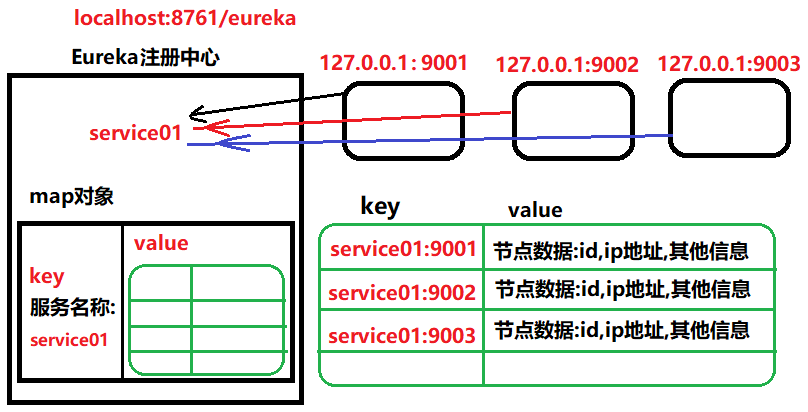 localhost:8761/eureka
Eureka注册中心
127.0.0.1：9001
127.0.0.1:9002
127.0.0.1:9003
service01
map对象
key
value
key
服务名称:
service01
value
service01:9001
节点数据:id,ip地址,其他信息
service01:9002
节点数据:id,ip地址,其他信息
service01:9003
节点数据:id,ip地址,其他信息